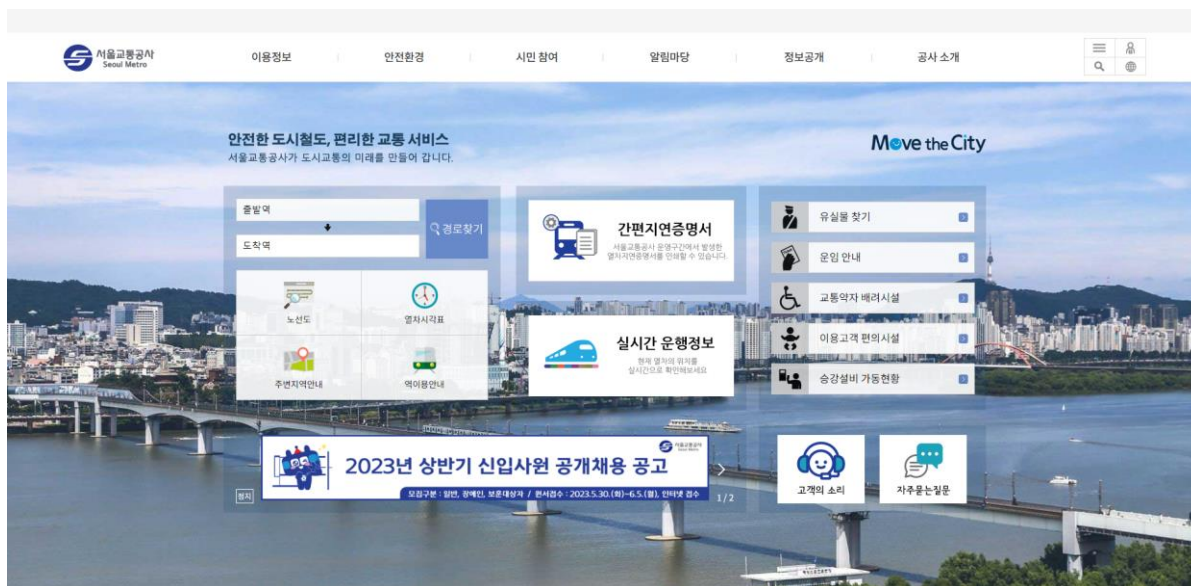 서울교통공사
Seoul Metro
이용정보
안전환경
시민 참여
알림마당
정보공개
공사 소개
안전한 도시철도, 편리한 교통 서비스
서울교통공사가 도시교통의 미래를 만들어 갑니다.
Move the City
출발역
도착역
경로찾기
노선도
열차시각표
주변지역안내
역이용안내
간편지연증명서
서울교통공사 운영구간에서 발생한
열차지연증명서를 인쇄할 수 있습니다.
실시간 운행정보
현재 열차의 위치를
실시간으로 확인해보세요
유실물 찾기
운임 안내
교통약자 배려시설
이용고객 편의시설
승강설비 가동현황
서울교통공사
Seoul Metro
2023년 상반기 신입사원 공개채용 공고
모집구분 : 일반, 장애인, 보훈대상자 / 원서접수 : 2023.5.30.(화)~6.5.(월), 인터넷 접수
정지
1/2
고객의 소리
자주묻는질문